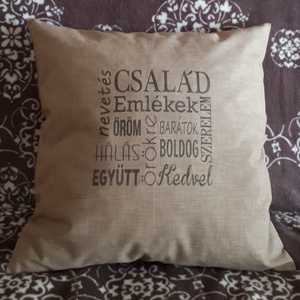 nevetés
CSALÁD
Emlékek
ÖRÖM
örökre
BARÁTOK
SZERELEM
HÁLÁS
BOLDOG
EGYÜTT
Kedvel